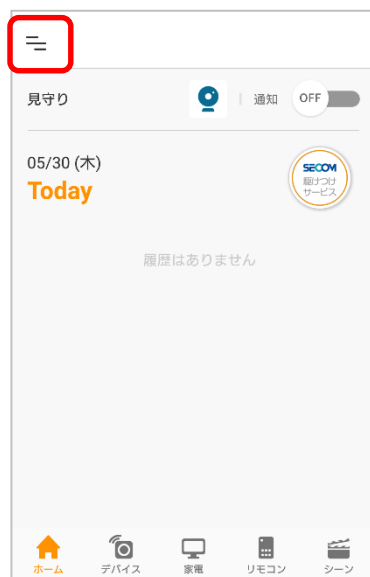 見守り
通知
OFF
05/30 (木)
Today
SECOM
駆けつけ
サービス
履歴はありません
ホーム
デバイス
家電
リモコン
シーン